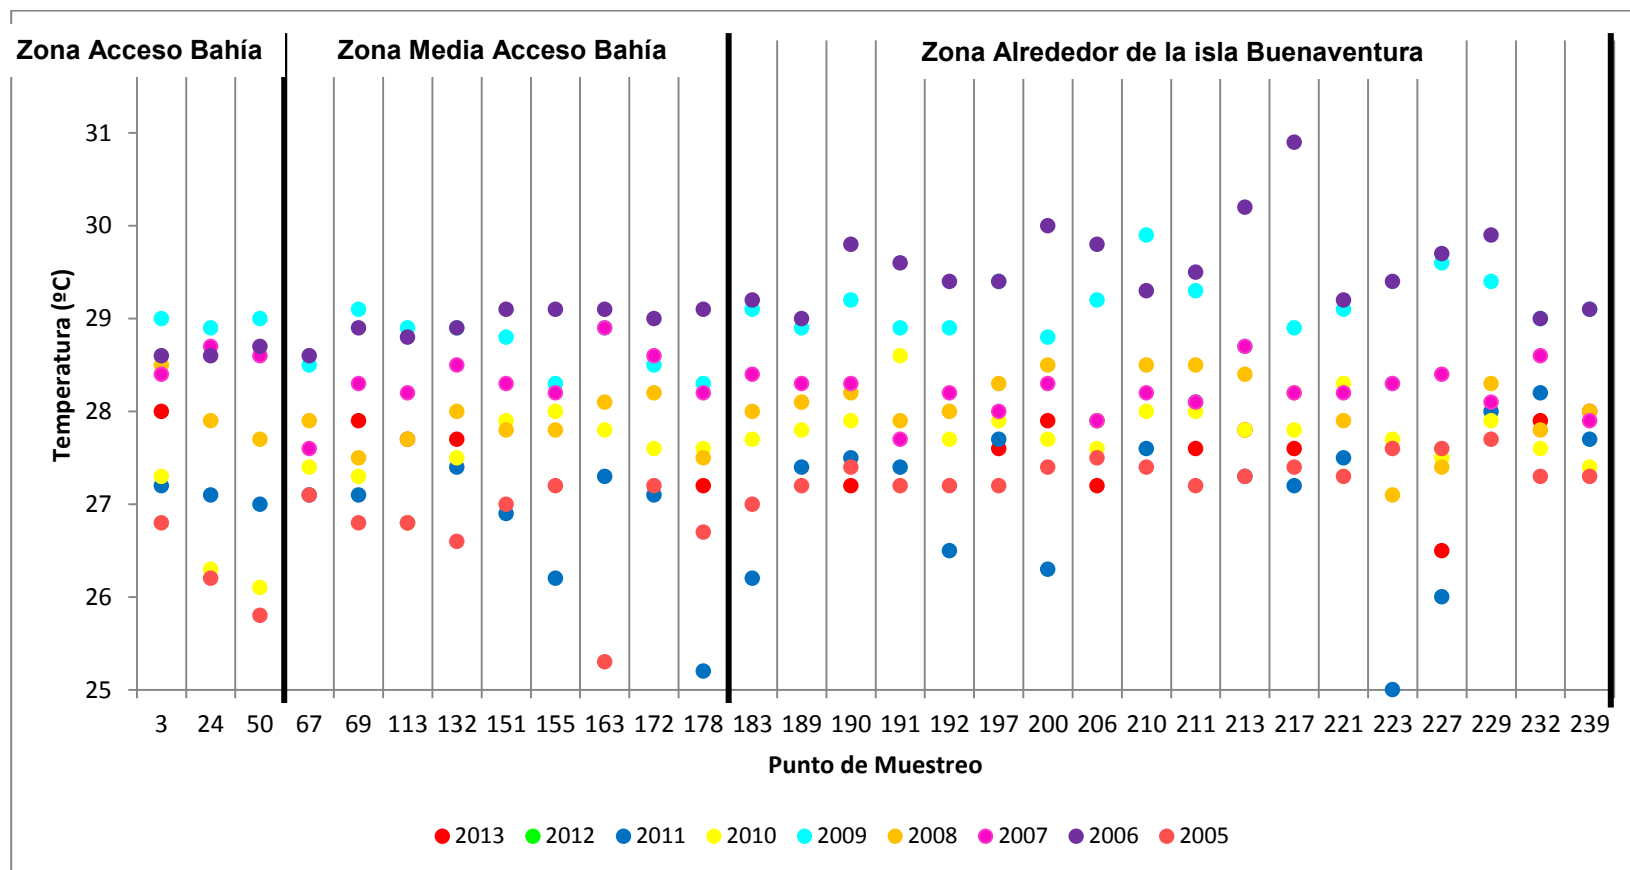 Zona Acceso Bahía
Zona Media Acceso Bahía
Zona Alrededor de la isla Buenaventura
Temperatura (ºC)
31
30
29
28
27
26
25
3 24 50 67 69 113 132 151 155 163 172 178 183 189 190 191 192 197 200 206 210 211 213 217 221 223 227 229 232 239
Punto de Muestreo
2013 2012 2011 2010 2009 2008 2007 2006 2005